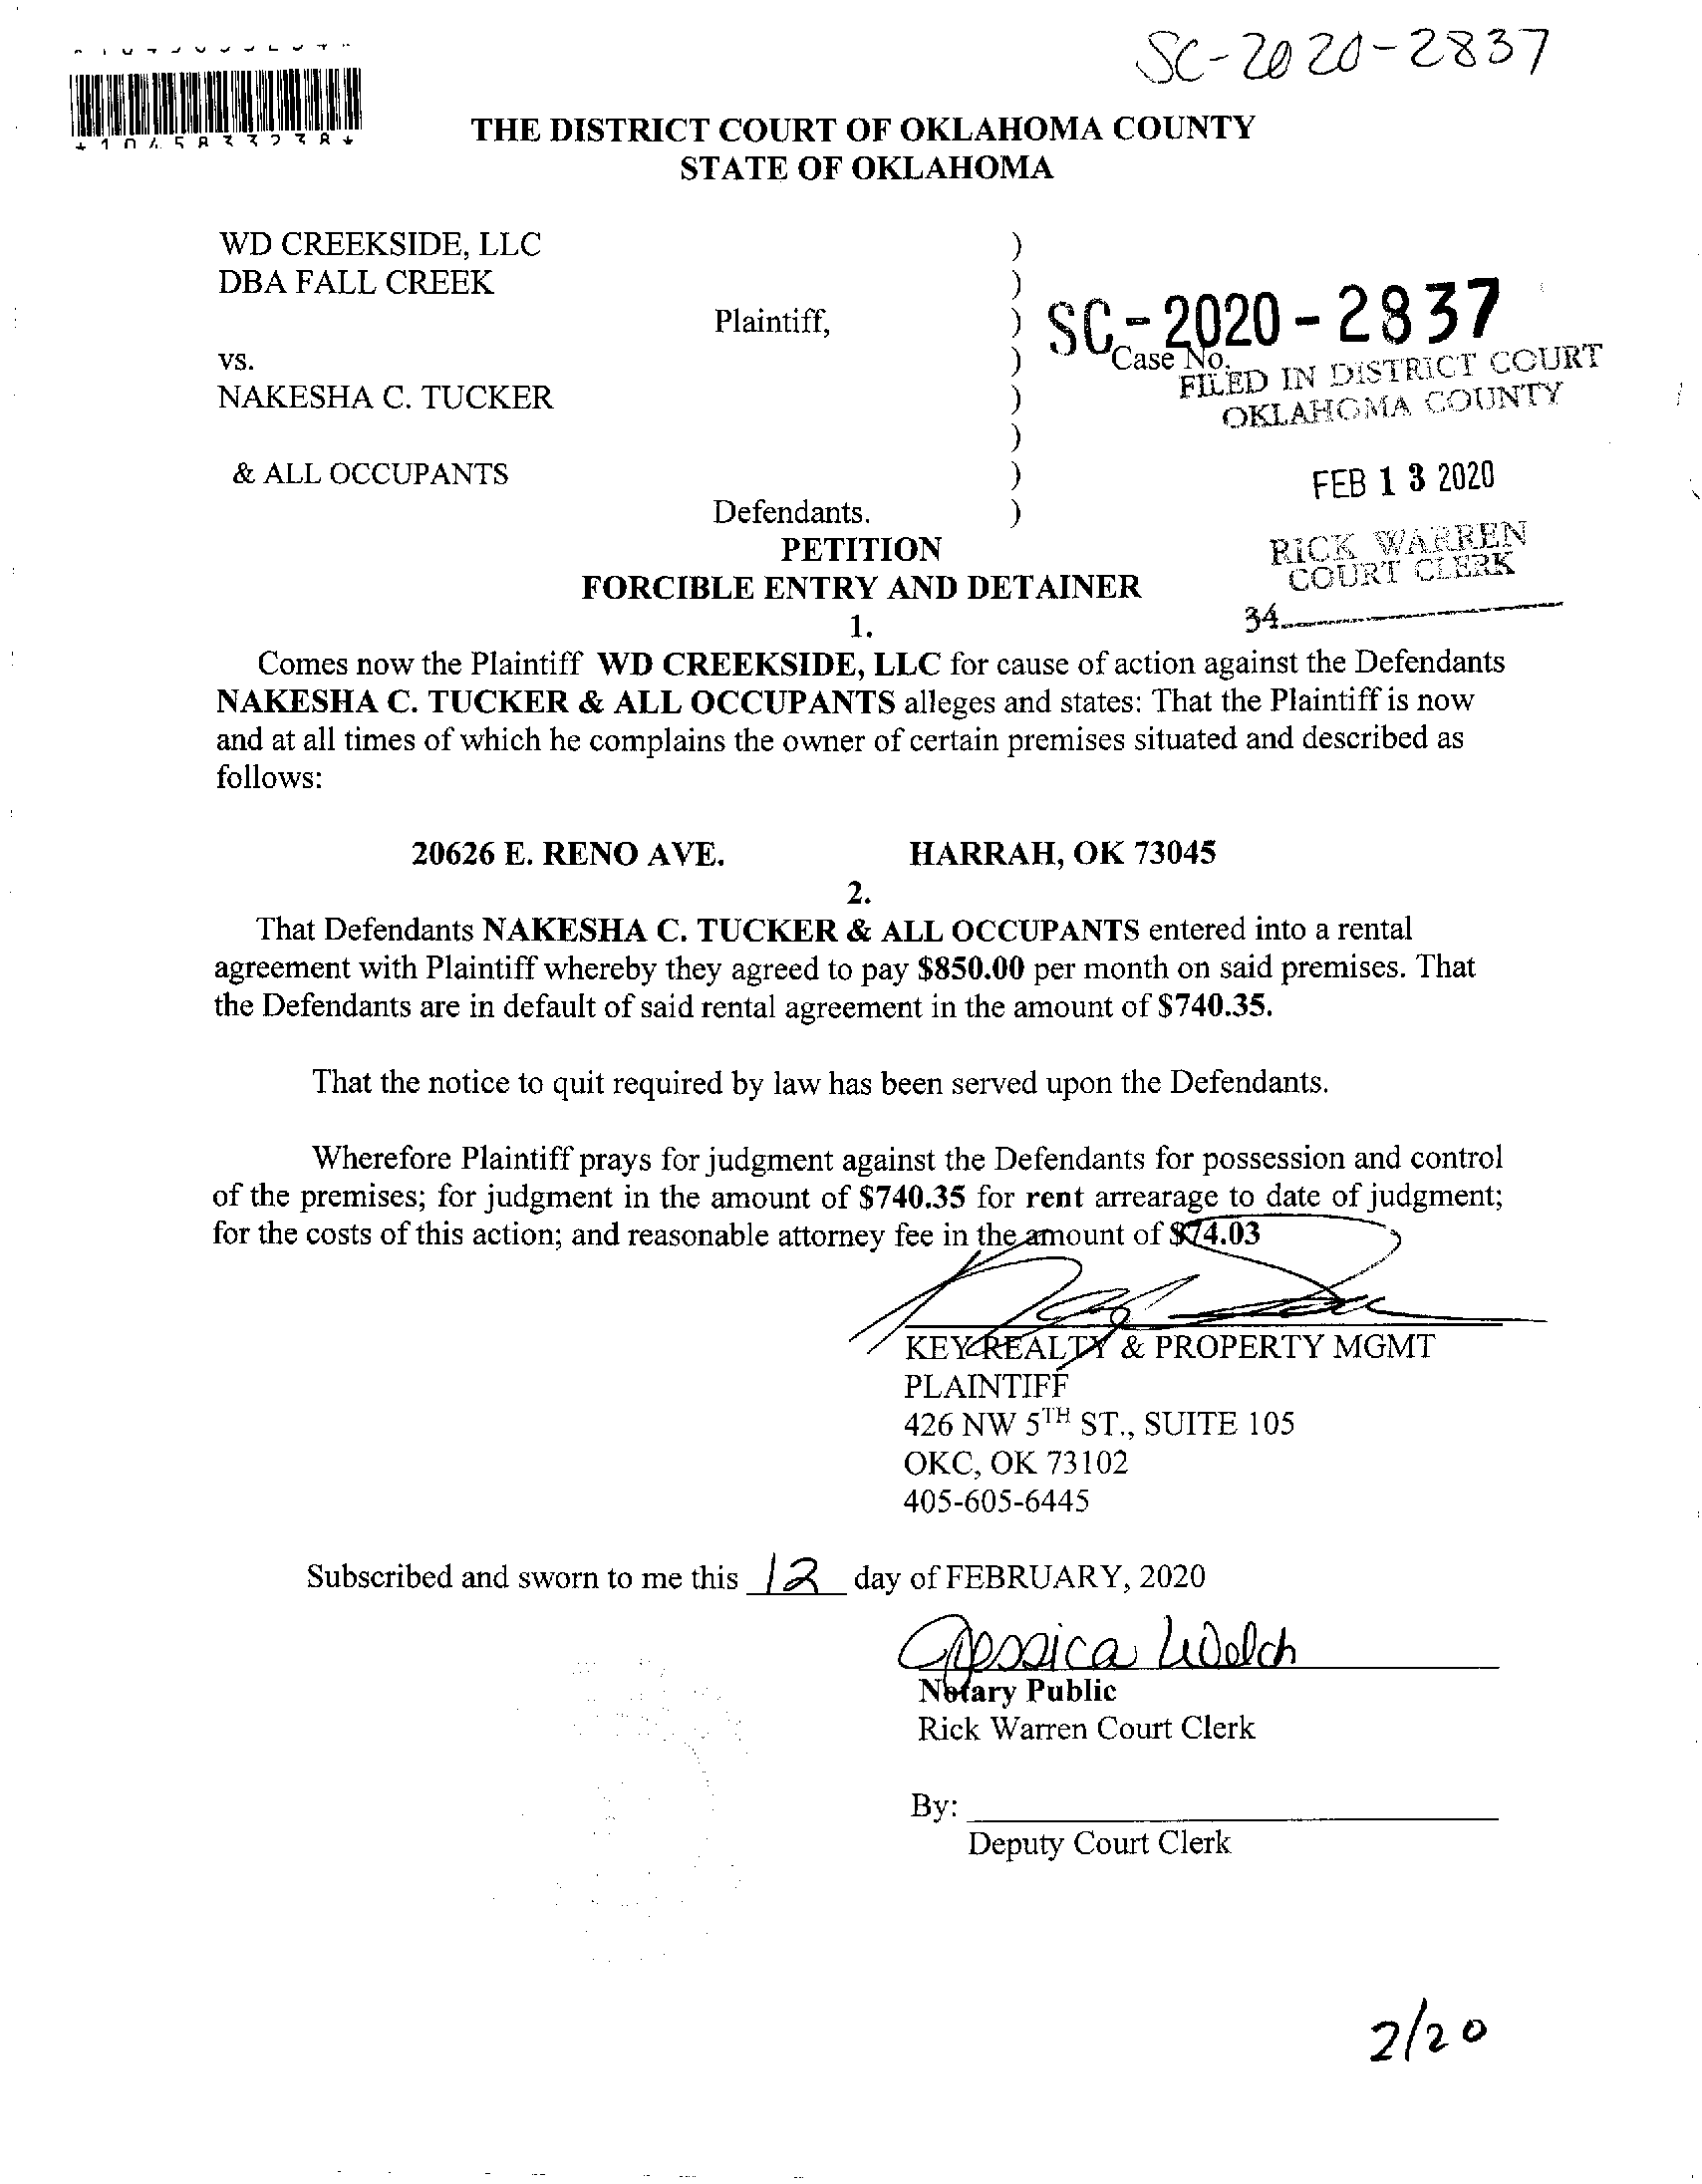 SC-2020-2837
*1045833238*
THE DISTRICT COURT OF OKLAHOMA COUNTY
STATE OF OKLAHOMA
WD CREEKSIDE, LLC )
DBA FALL CREEK )
Plaintiff, ) SC-2020-2837
vs. ) Case No.
FILED IN DISTRICT COURT
NAKESHA C. TUCKER )
OKLAHOMA COUNTY
)
& ALL OCCUPANTS ) FEB 13 2020
Defendants. )
PETITION
RICK WARREN
COURT CLERK
FORCIBLE ENTRY AND DETAINER
34
1.
Comes now the Plaintiff WD CREEKSIDE, LLC for cause of action against the Defendants
NAKESHA C. TUCKER & ALL OCCUPANTS alleges and states: That the Plaintiff is now
and at all times of which he complains the owner of certain premises situated and described as
follows:
20626 E. RENO AVE. HARRAH, OK 73045
2.
That Defendants NAKESHA C. TUCKER & ALL OCCUPANTS entered into a rental
agreement with Plaintiff whereby they agreed to pay $850.00 per month on said premises. That
the Defendants are in default of said rental agreement in the amount of $740.35.
That the notice to quit required by law has been served upon the Defendants.
Wherefore Plaintiff prays for judgment against the Defendants for possession and control
of the premises; for judgment in the amount of $740.35 for rent arrearage to date of judgment;
for the costs of this action; and reasonable attorney fee in the amount of $74.03
KEY REALTY & PROPERTY MGMT
PLAINTIFF
426 NW 5TH ST., SUITE 105
OKC, OK 73102
405-605-6445
Subscribed and sworn to me this 12 day of FEBRUARY, 2020
Jessica Welch
Notary Public
Rick Warren Court Clerk
By:
Deputy Court Clerk
2/20